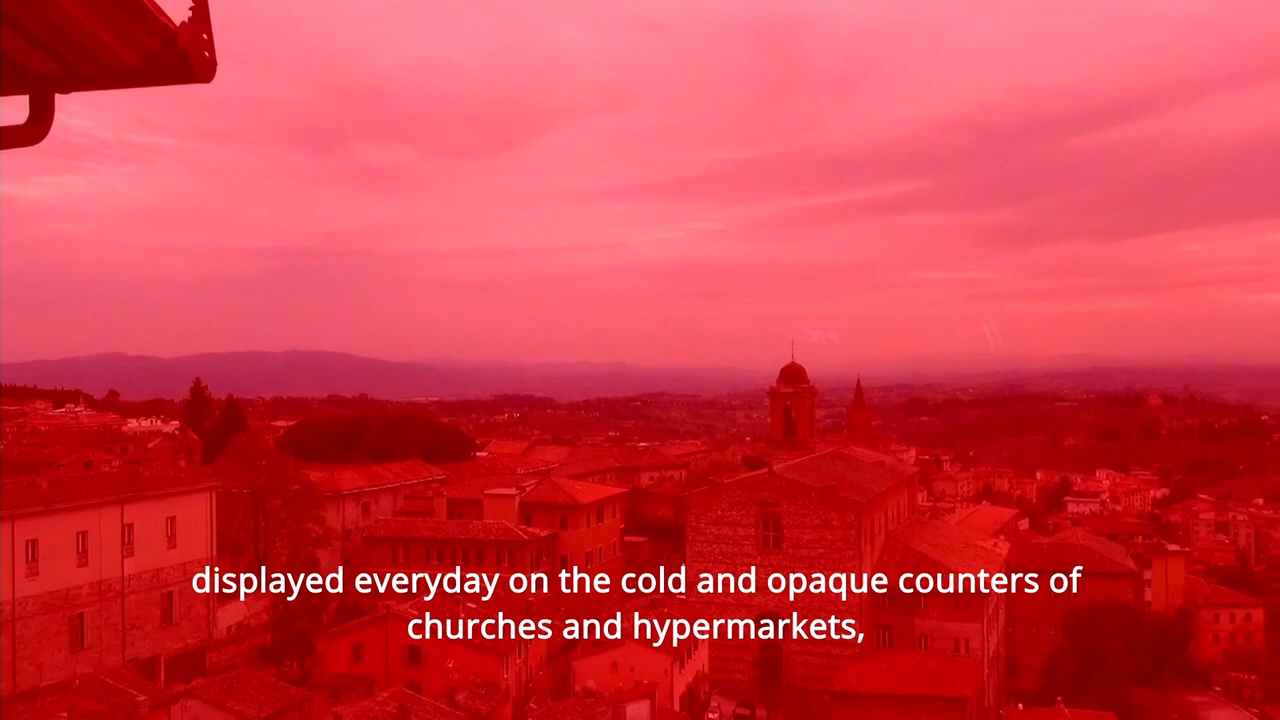 displayed everyday on the cold and opaque counters of
churches and hypermarkets,